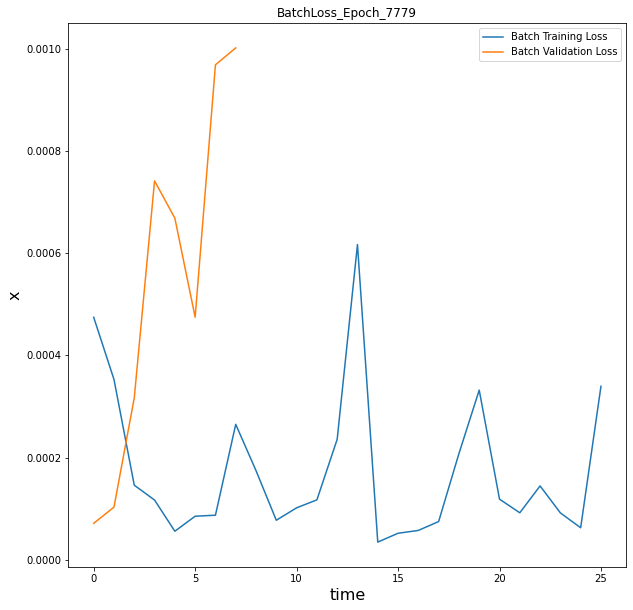 BatchLoss_Epoch_7779
Batch Training Loss
Batch Validation Loss
0.0010
0.0008
0.0006
0.0004
0.0002
0.0000
x
0 5 10 15 20 25
time